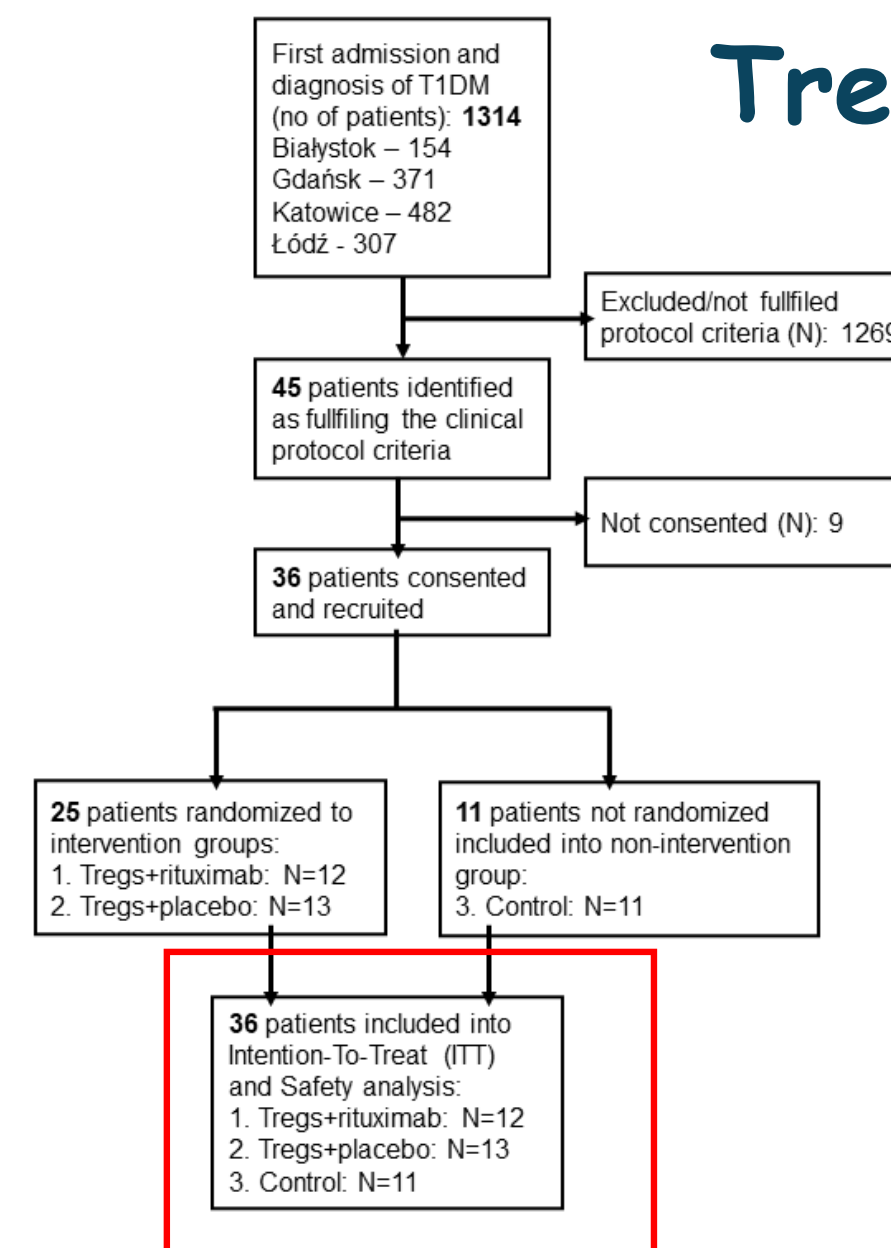 Tre
First admission and
diagnosis of T1DM
(no of patients): 1314
Białystok – 154
Gdańsk – 371
Katowice – 482
Łódź - 307
Excluded/not fullfiled
protocol criteria (N): 1269
45 patients identified
as fullfiling the clinical
protocol criteria
Not consented (N): 9
36 patients consented
and recruited
25 patients randomized to
intervention groups:
1. Tregs+rituximab: N=12
2. Tregs+placebo: N=13
11 patients not randomized
included into non-intervention
group:
3. Control: N=11
36 patients included into
Intention-To-Treat (ITT)
and Safety analysis:
1. Tregs+rituximab: N=12
2. Tregs+placebo: N=13
3. Control: N=11